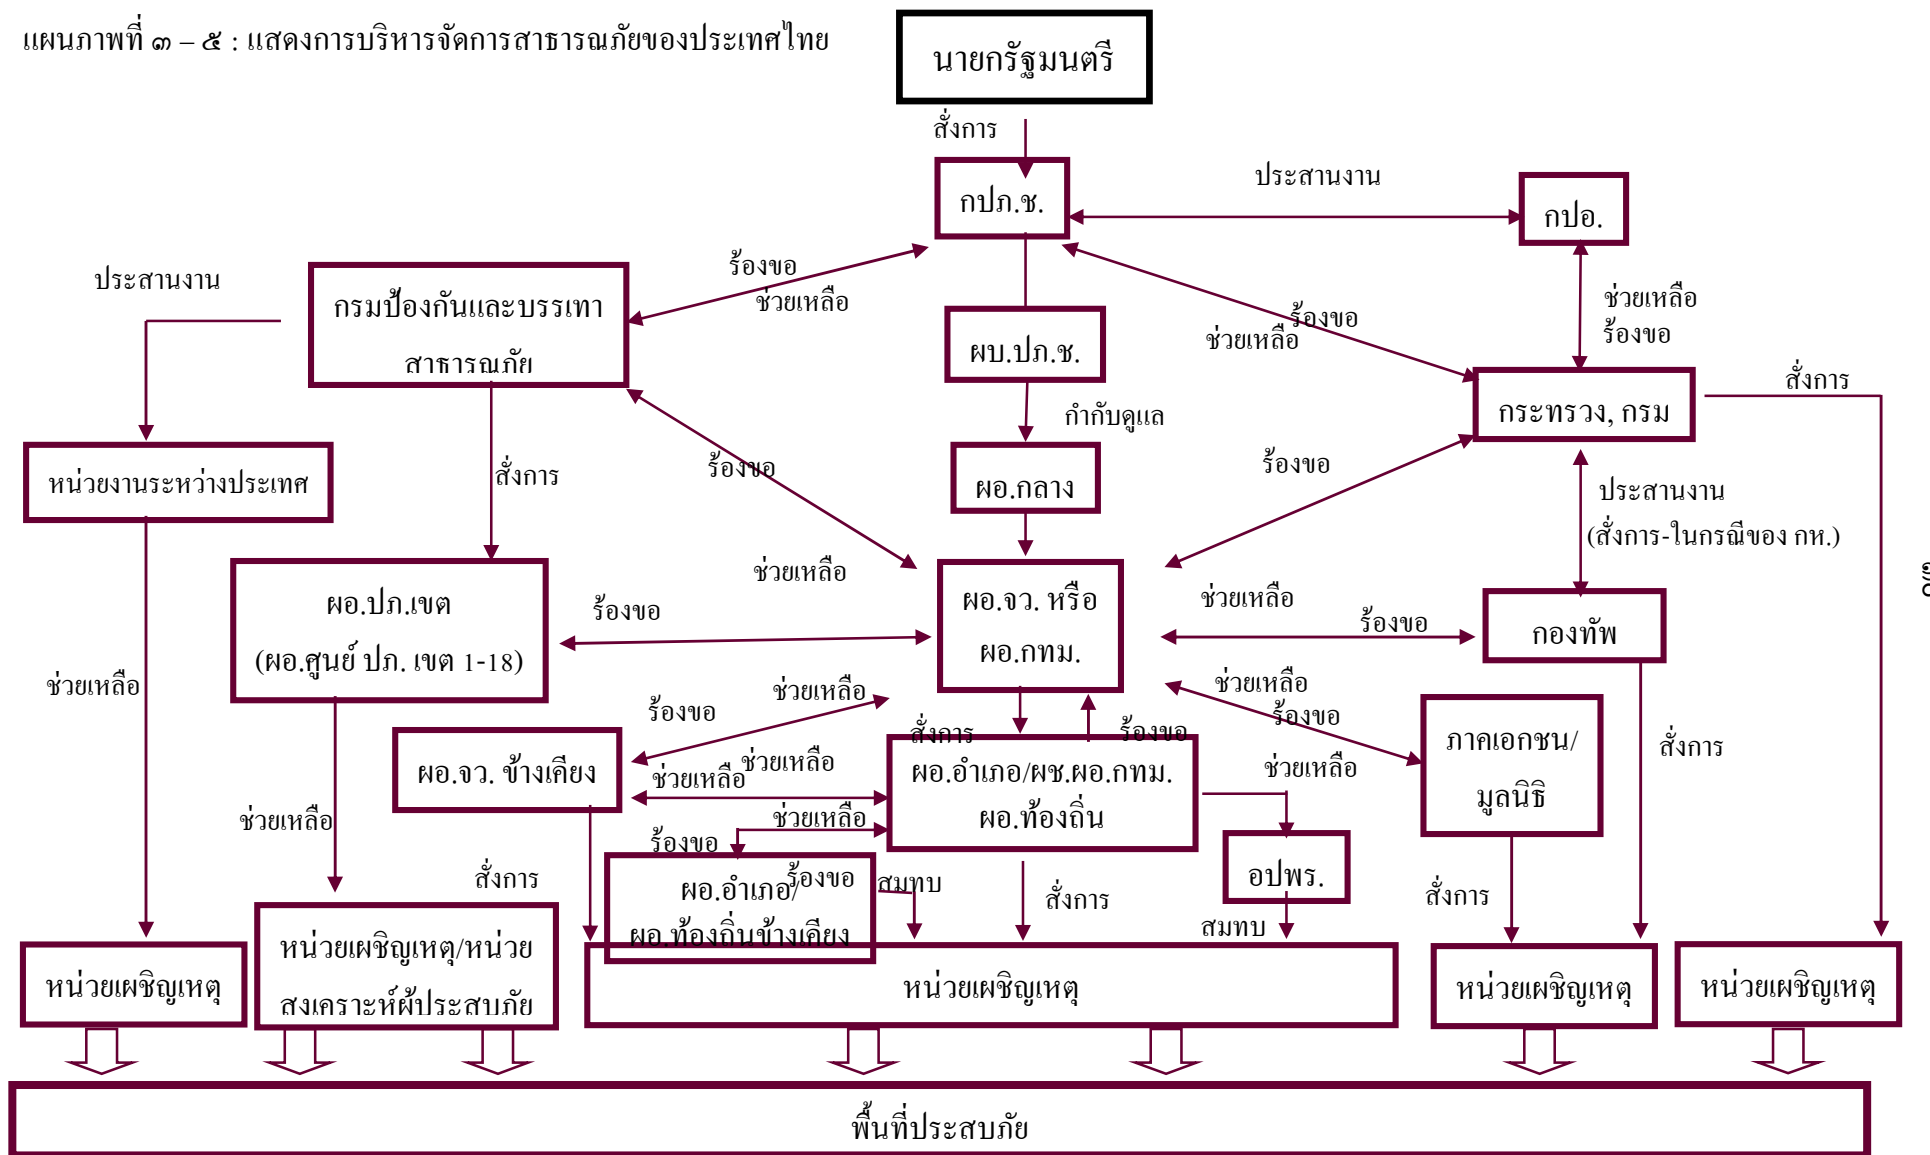 แผนภาพที่ ๓ – ๕ : แสดงการบริหารจัดการสาธารณภัยของประเทศไทย
นายกรัฐมนตรี
สั่งการ
กปภ.ช.
ประสานงาน
กปอ.
ประสานงาน
กรมป้องกันและบรรเทา
สาธารณภัย
ร้องขอ
ช่วยเหลือ
ผบ.ปภ.ช.
ร้องขอ
ช่วยเหลือ
ช่วยเหลือ
ร้องขอ
กระทรวง, กรม
สั่งการ
กำกับดูแล
หน่วยงานระหว่างประเทศ
สั่งการ
ร้องขอ
ผอ.กลาง
ร้องขอ
ประสานงาน
(สั่งการ-ในกรณีของ กห.)
ผอ.ปภ.เขต
(ผอ.ศูนย์ ปภ. เขต 1-18)
ช่วยเหลือ
ร้องขอ
ผอ.จว. หรือ
ผอ.กทม.
ช่วยเหลือ
ร้องขอ
กองทัพ
ช่วยเหลือ
ช่วยเหลือ
ร้องขอ
ช่วยเหลือ
ร้องขอ
สั่งการ
ร้องขอ
ภาคเอกชน/
มูลนิธิ
สั่งการ
ผอ.จว. ข้างเคียง
ช่วยเหลือ
ช่วยเหลือ
ผอ.อำเภอ/ผช.ผอ.กทม.
ผอ.ท้องถิ่น
ช่วยเหลือ
ช่วยเหลือ
ช่วยเหลือ
ร้องขอ
ร้องขอ
ผอ.อำเภอ/
ผอ.ท้องถิ่นข้างเคียง
สมทบ
สั่งการ
สั่งการ
อปพร.
สมทบ
สั่งการ
หน่วยเผชิญเหตุ
หน่วยเผชิญเหตุ/หน่วย
สงเคราะห์ผู้ประสบภัย
หน่วยเผชิญเหตุ
หน่วยเผชิญเหตุ
หน่วยเผชิญเหตุ
พื้นที่ประสบภัย